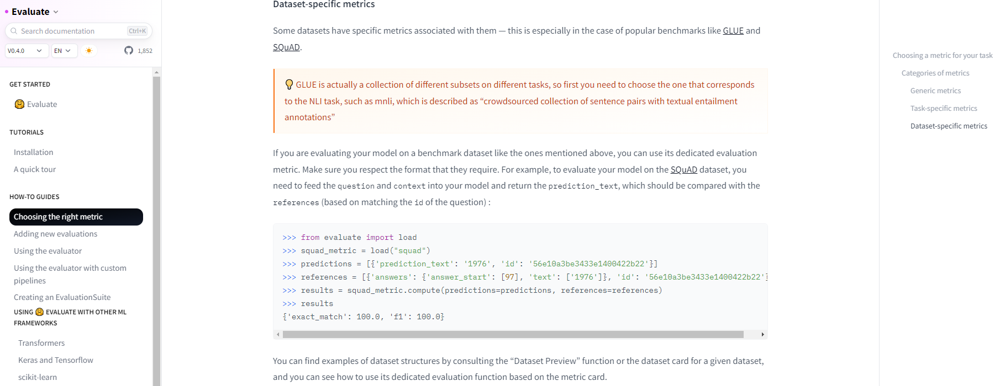 Evaluate
Search documentation Ctrl+K
V0.4.0 EN 1,852
GET STARTED
🤗 Evaluate
TUTORIALS
Installation
A quick tour
HOW-TO GUIDES
Choosing the right metric
Adding new evaluations
Using the evaluator
Using the evaluator with custom
pipelines
Creating an EvaluationSuite
USING 🤗 EVALUATE WITH OTHER ML
FRAMEWORKS
Transformers
Keras and Tensorflow
scikit-learn
Dataset-specific metrics
Some datasets have specific metrics associated with them — this is especially in the case of popular benchmarks like GLUE and
SQuAD.
💡 GLUE is actually a collection of different subsets on different tasks, so first you need to choose the one that corresponds
to the NLI task, such as mnli, which is described as “crowdsourced collection of sentence pairs with textual entailment
annotations”
If you are evaluating your model on a benchmark dataset like the ones mentioned above, you can use its dedicated evaluation
metric. Make sure you respect the format that they require. For example, to evaluate your model on the SQuAD dataset, you
need to feed the question and context into your model and return the prediction_text, which should be compared with the
references (based on matching the id of the question) :
>>> from evaluate import load
>>> squad_metric = load("squad")
>>> predictions = [{'prediction_text': '1976', 'id': '56e10a3be3433e1400422b22'}]
>>> references = [{'answers': {'answer_start': [97], 'text': ['1976']}, 'id': '56e10a3be3433e1400422b22'}
>>> results = squad_metric.compute(predictions=predictions, references=references)
>>> results
{'exact_match': 100.0, 'f1': 100.0}
You can find examples of dataset structures by consulting the “Dataset Preview” function or the dataset card for a given dataset,
and you can see how to use its dedicated evaluation function based on the metric card.
Choosing a metric for your task
Categories of metrics
Generic metrics
Task-specific metrics
Dataset-specific metrics